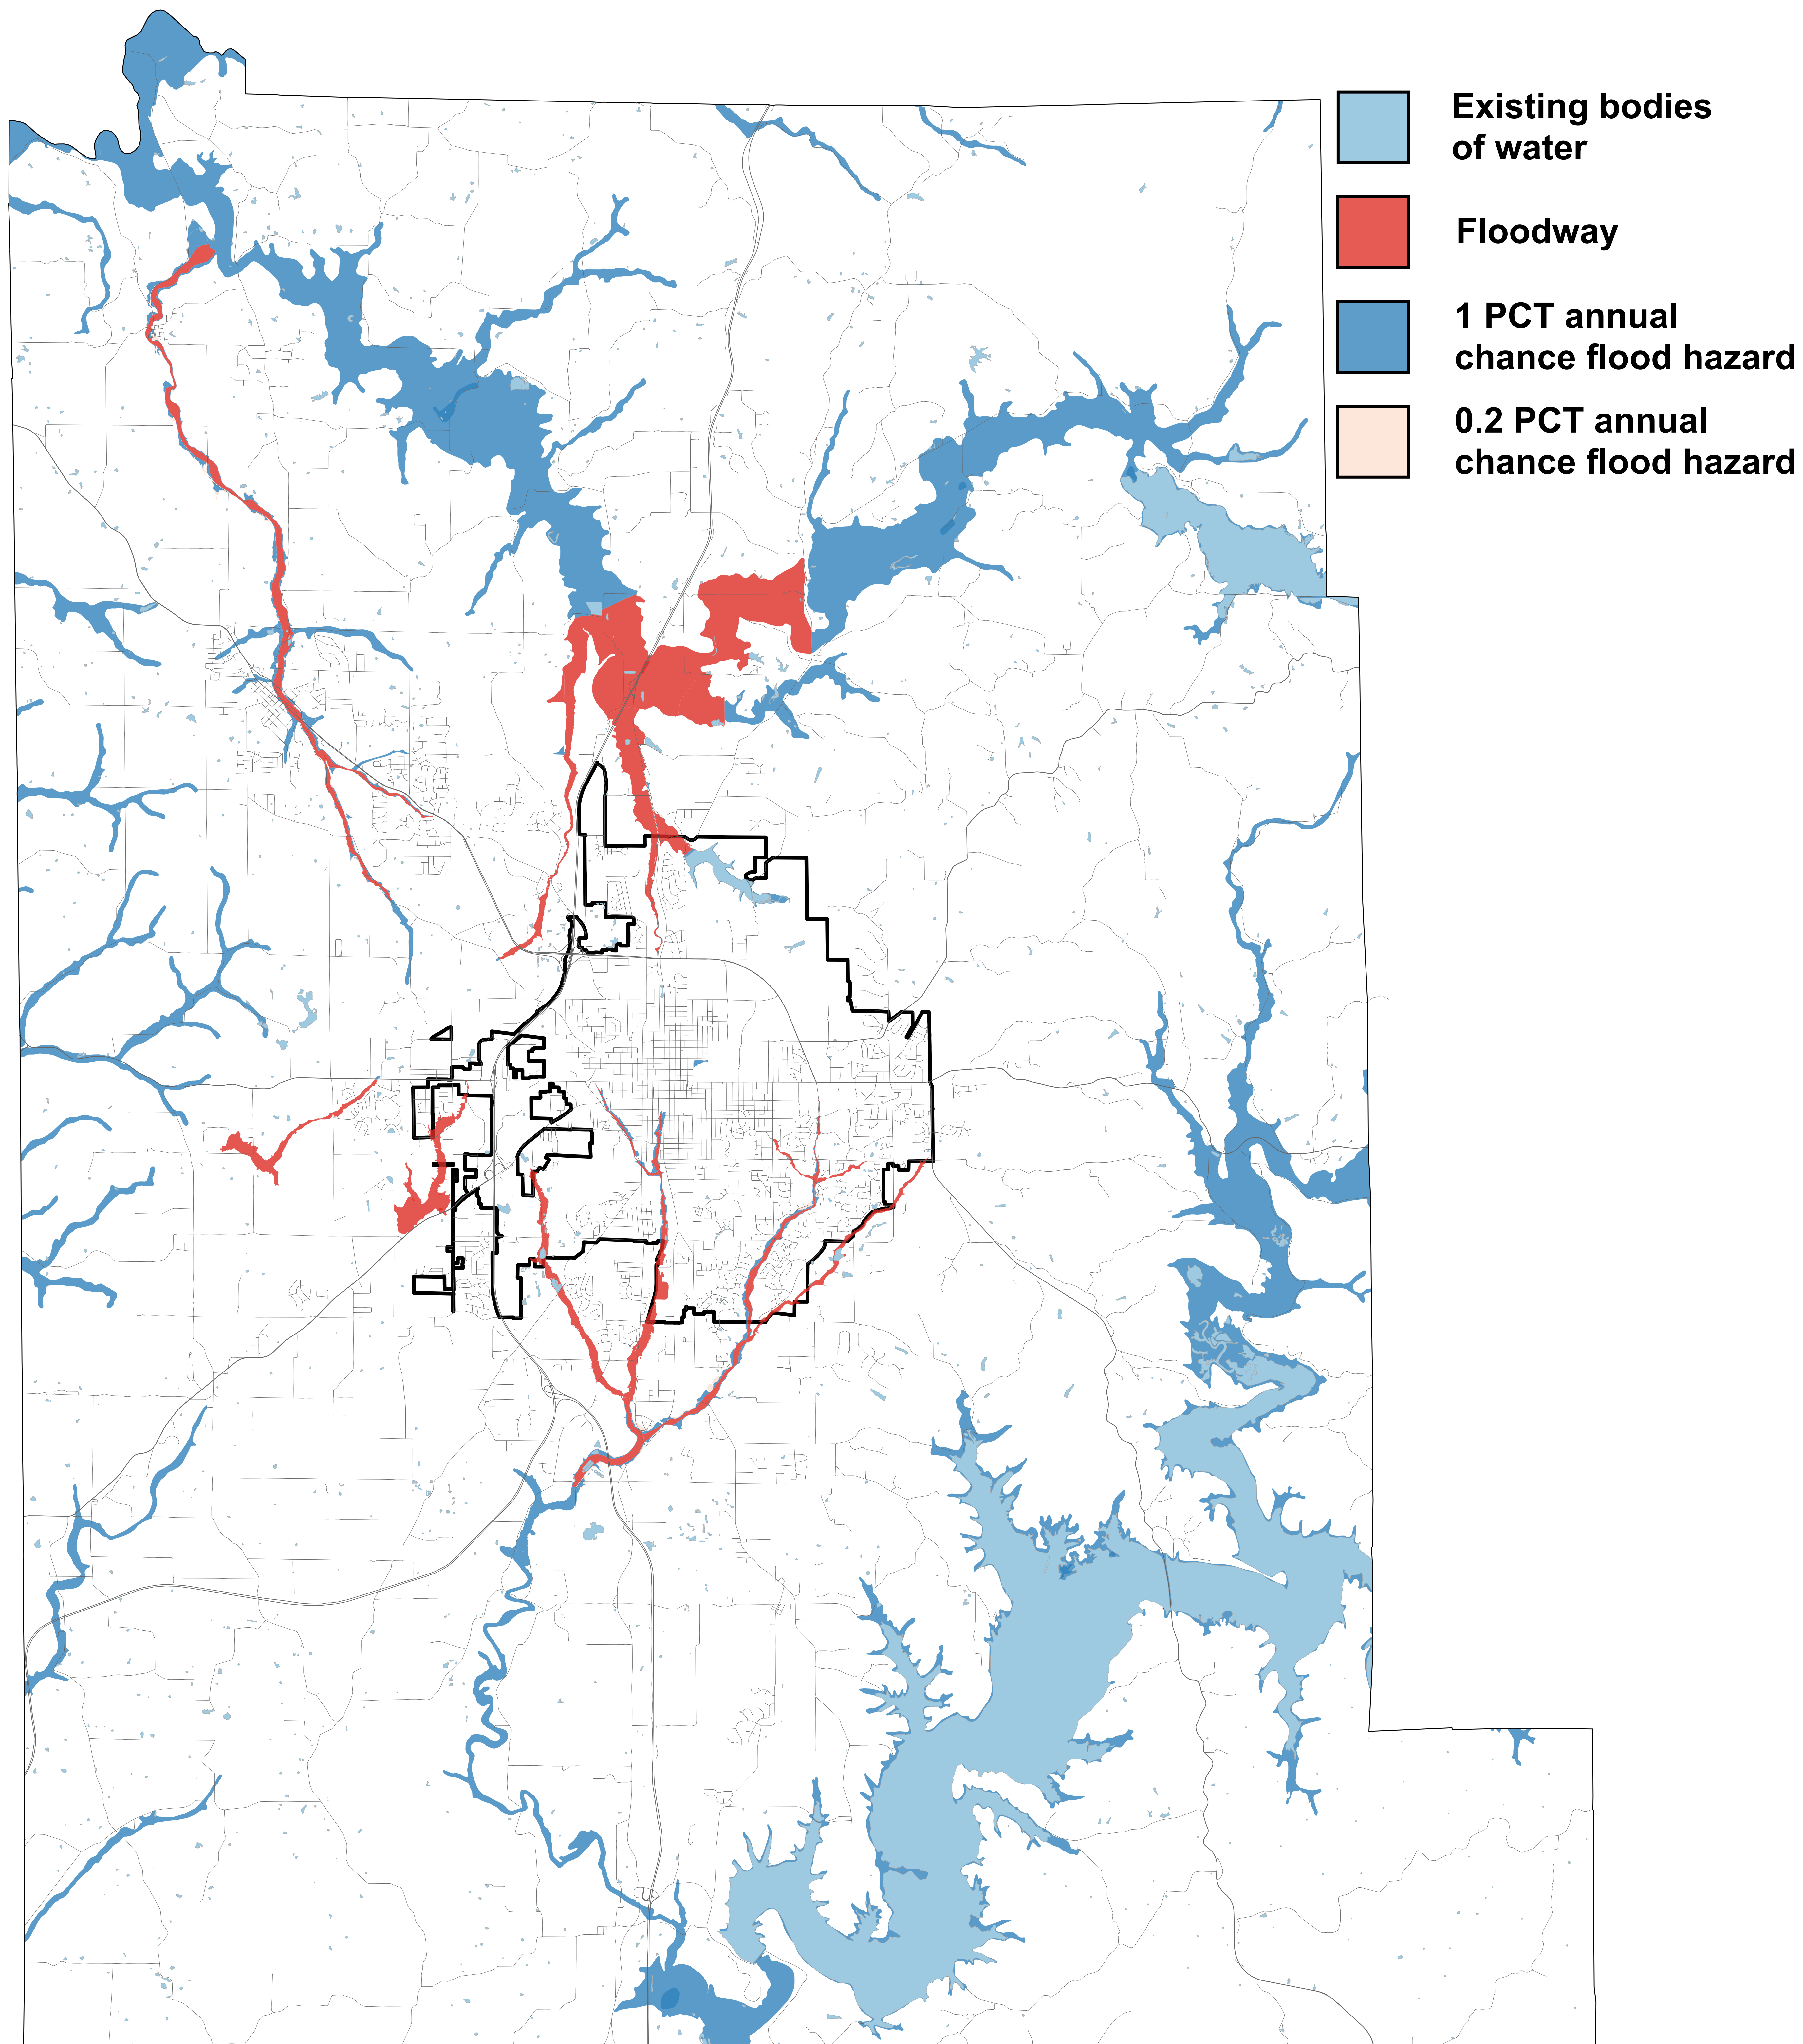 Existing bodies
of water
Floodway
1 PCT annual
chance flood hazard
0.2 PCT annual
chance flood hazard